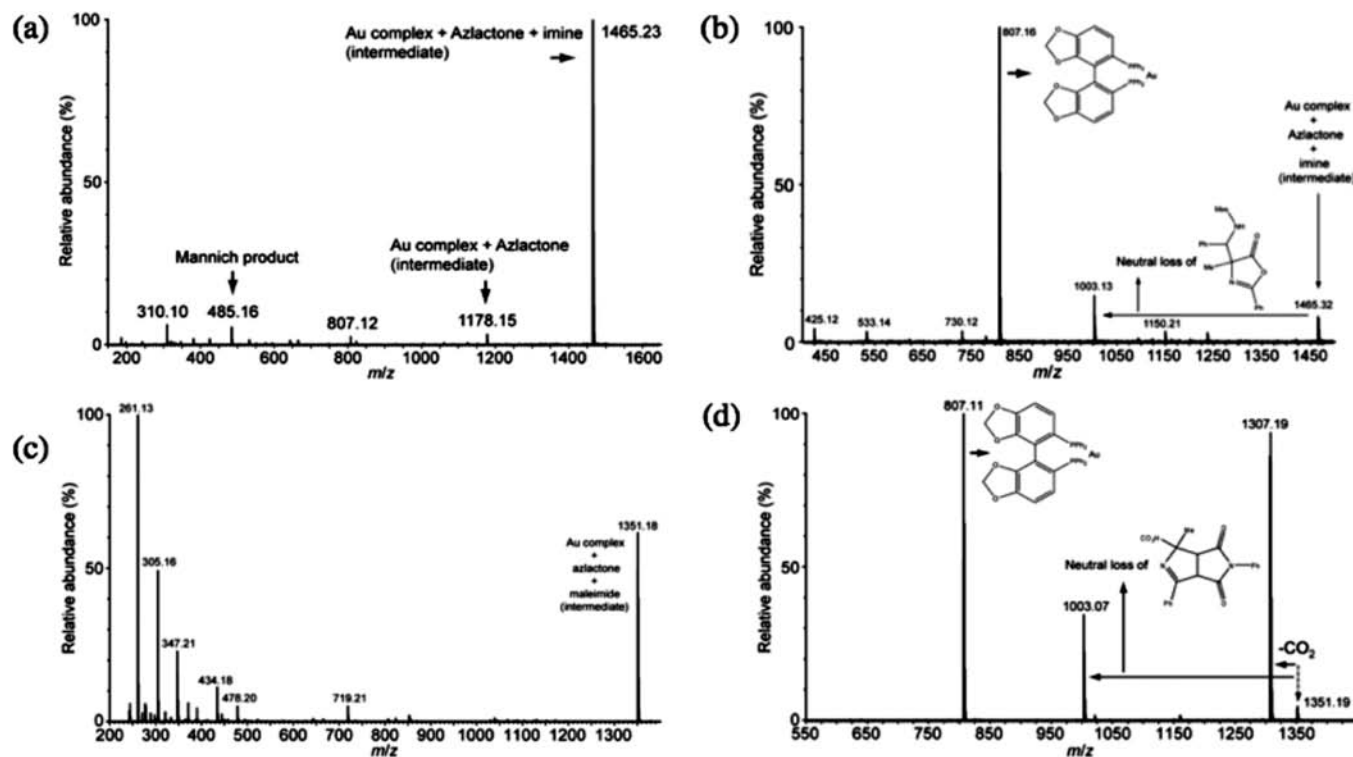 (a)
Relative abundance (%)
100
50
0
Au complex + Azlactone + imine
(intermediate)
1465.23
Mannich product
Au complex + Azlactone
(intermediate)
310.10
485.16
807.12
1178.15
200 400 600 800 1000 1200 1400 1600
m/z
(b)
Relative abundance (%)
100
50
0
807.16
Au
Au complex
+
Azlactone
+
imine
(intermediate)
NH
Ph
Me
N
O
O
Ph
Neutral loss of
1003.13
1465.32
425.12
533.14
730.12
1150.21
450 550 650 750 850 950 1050 1150 1250 1450
m/z
(c)
Relative abundance (%)
100
50
0
261.13
305.16
347.21
434.18
478.20
719.21
1351.18
Au complex
+
azlactone
+
maleimide
(intermediate)
200 300 400 500 600 700 800 900 1000 1100 1200 1300
m/z
(d)
Relative abundance (%)
100
50
0
807.11
Au
1307.19
CO₂H
Me
O
N
N
Ph
O
Neutral loss of
1003.07
-CO₂
1351.19
550 650 750 850 950 1050 1150 1250 1350
m/z